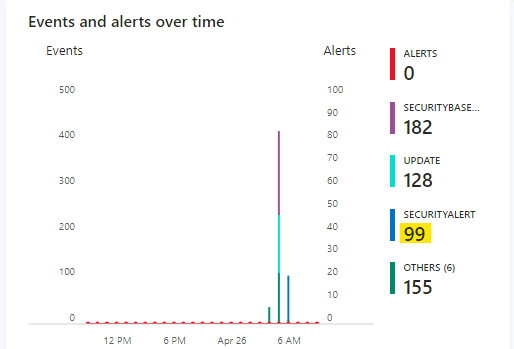 Events and alerts over time
Events
Alerts
500
400
300
200
100
0
100
90
80
70
60
50
40
30
20
10
0
12 PM
6 PM
Apr 26
6 AM
ALERTS
0
SECURITYBASE...
182
UPDATE
128
SECURITYALERT
99
OTHERS (6)
155